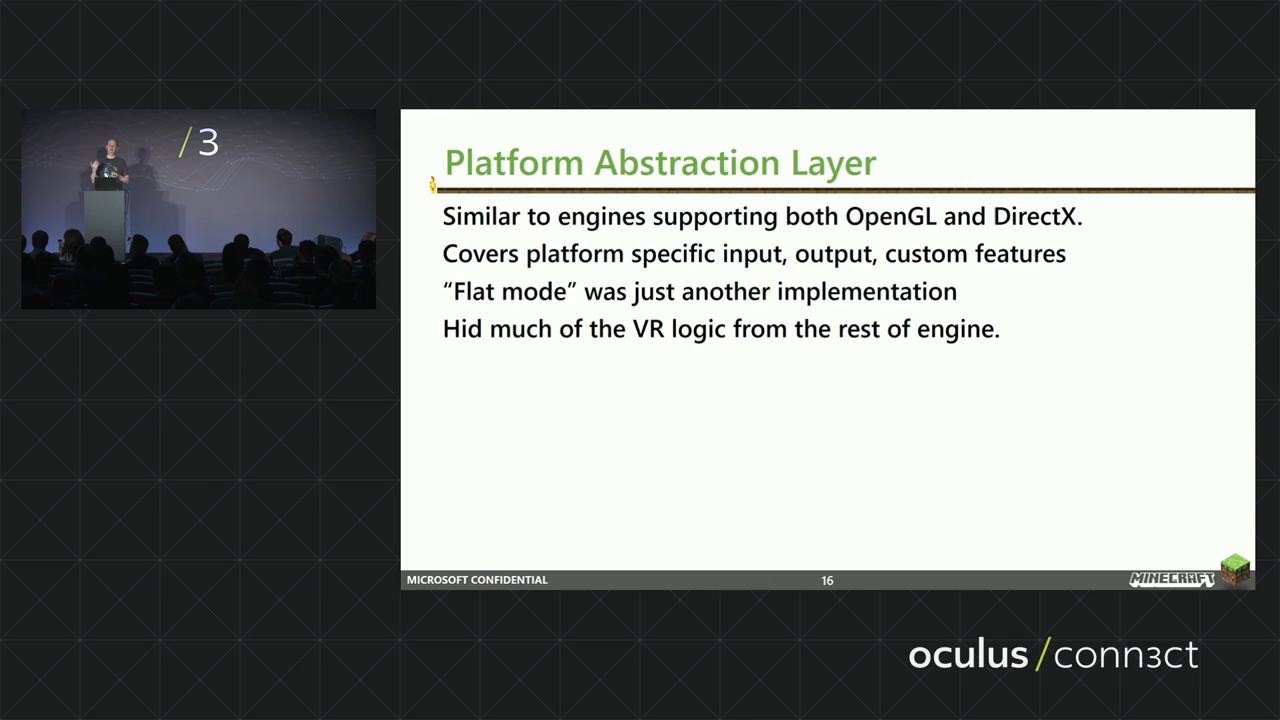 /3
Platform Abstraction Layer
Similar to engines supporting both OpenGL and DirectX.
Covers platform specific input, output, custom features
“Flat mode” was just another implementation
Hid much of the VR logic from the rest of engine.
MICROSOFT CONFIDENTIAL
16
MINECRAFT
oculus/conn3ct